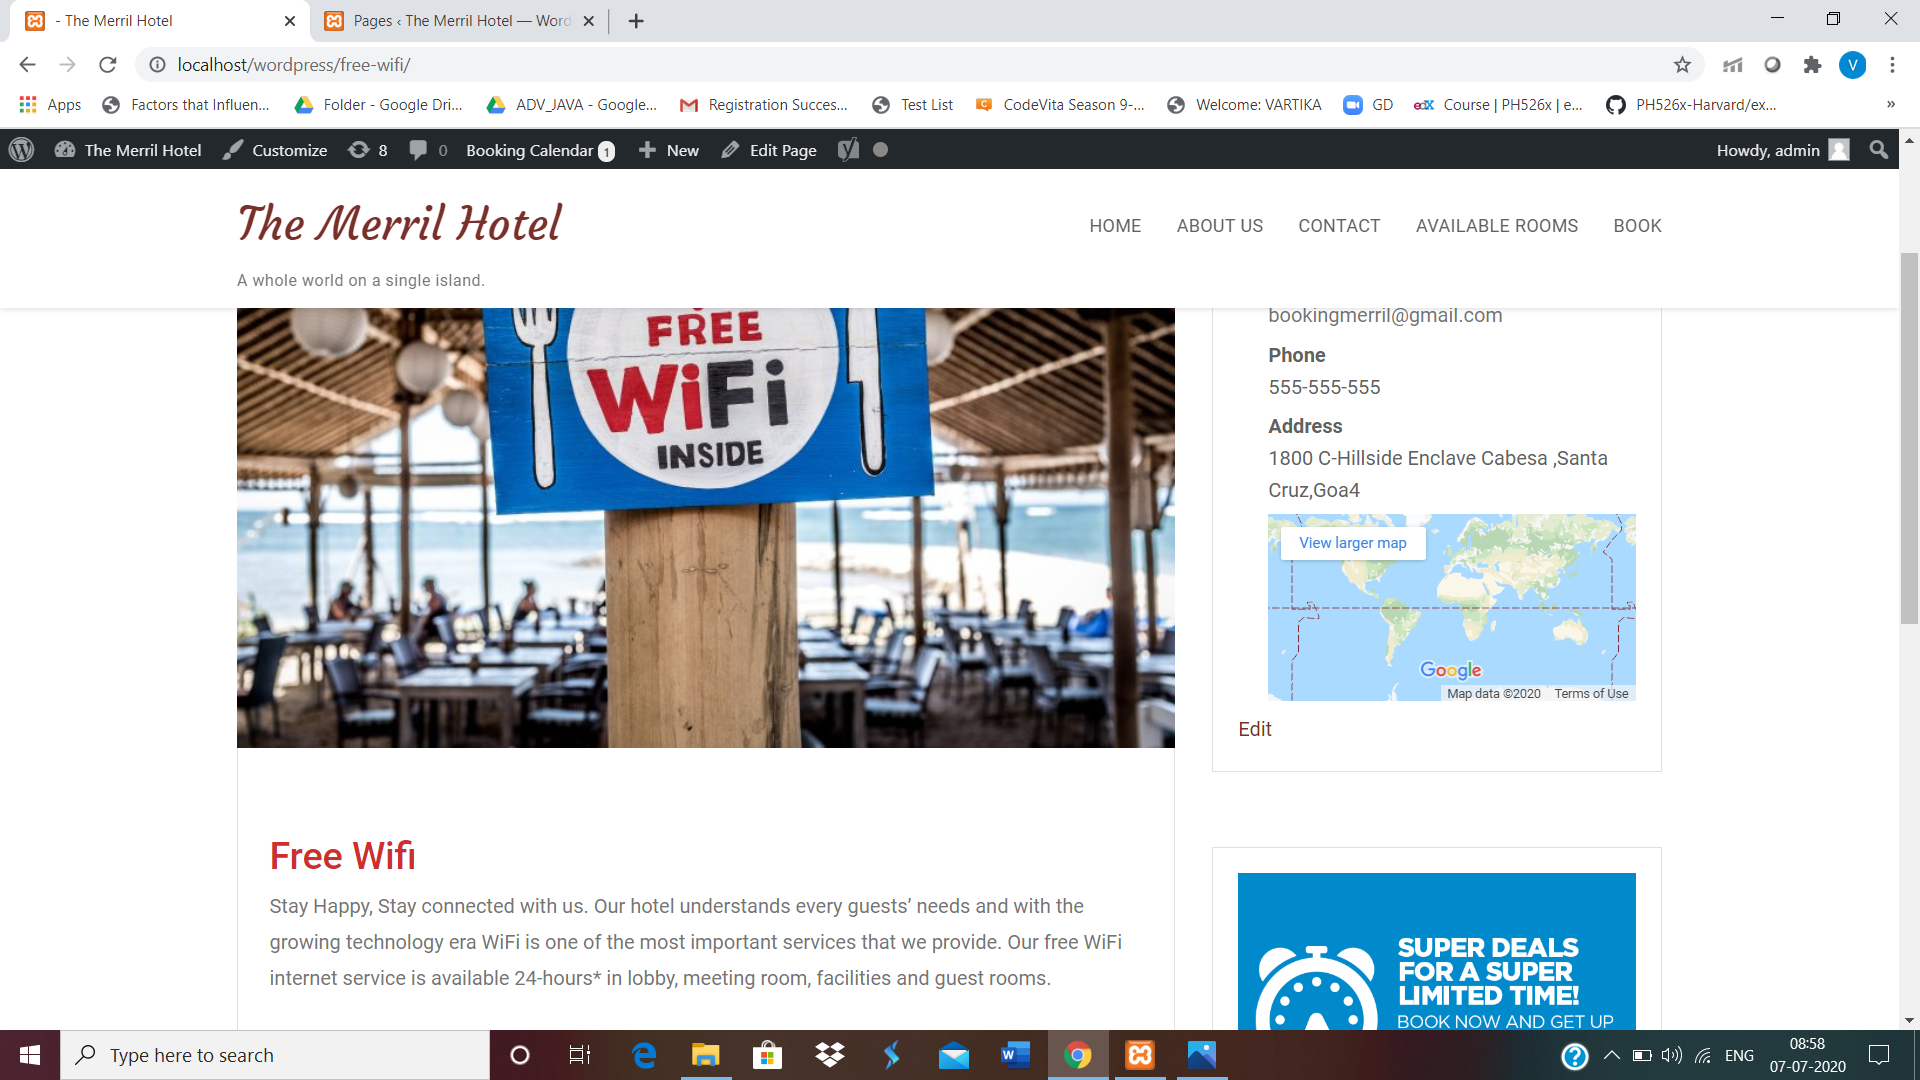 - The Merril Hotel
Pages ‹ The Merril Hotel — Word
localhost/wordpress/free-wifi/
V
Apps
Factors that Influen...
Folder - Google Dri...
ADV_JAVA - Google...
Registration Succes...
Test List
CodeVita Season 9-...
Welcome: VARTIKA
GD
edX
Course | PH526x | e...
PH526x-Harvard/ex...
»
The Merril Hotel
Customize
8
0
Booking Calendar 1
New
Edit Page
Howdy, admin
The Merril Hotel
A whole world on a single island.
HOME
ABOUT US
CONTACT
AVAILABLE ROOMS
BOOK
FREE
WiFi
INSIDE
bookingmerril@gmail.com
Phone
555-555-555
Address
1800 C-Hillside Enclave Cabesa ,Santa
Cruz,Goa4
View larger map
Google
Map data ©2020
Terms of Use
Edit
Free Wifi
Stay Happy, Stay connected with us. Our hotel understands every guests’ needs and with the
growing technology era WiFi is one of the most important services that we provide. Our free WiFi
internet service is available 24-hours* in lobby, meeting room, facilities and guest rooms.
SUPER DEALS
FOR A SUPER
LIMITED TIME!
BOOK NOW AND GET UP
Type here to search
ENG
08:58
07-07-2020